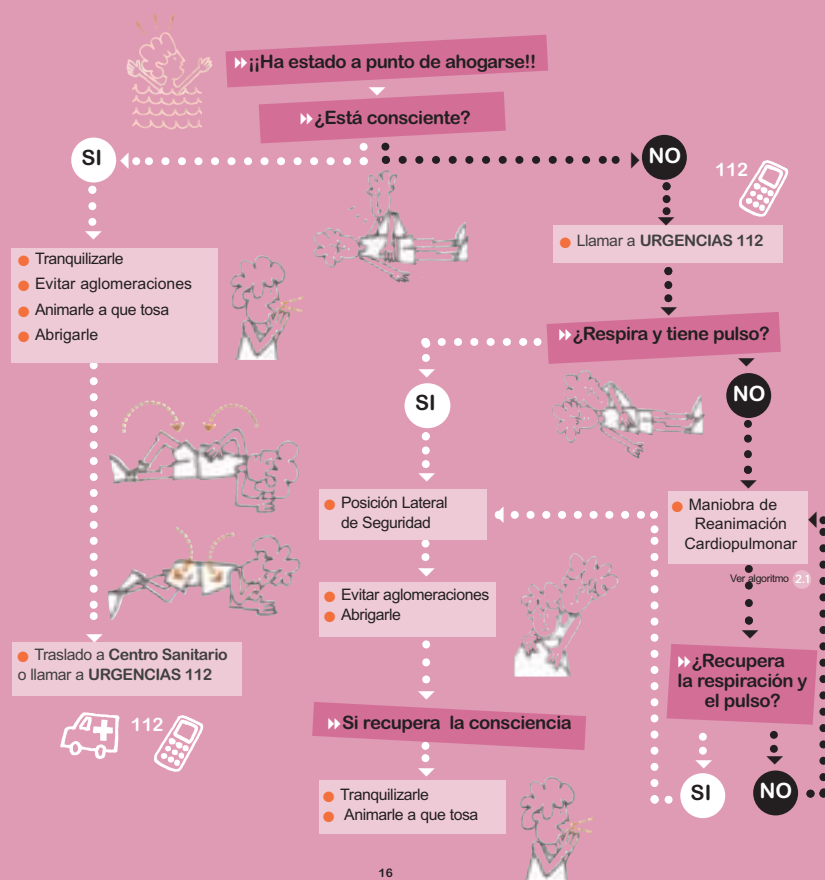 ¡¡Ha estado a punto de ahogarse!!
¿Está consciente?
SI
NO
112
Tranquilizarle
Evitar aglomeraciones
Animarle a que tosa
Abrigarle
Llamar a URGENCIAS 112
¿Respira y tiene pulso?
SI
NO
Posición Lateral
de Seguridad
Maniobra de
Reanimación
Cardiopulmonar
Ver algoritmo 2.1
Evitar aglomeraciones
Abrigarle
Traslado a Centro Sanitario
o llamar a URGENCIAS 112
112
¿Recupera
la respiración y
el pulso?
Si recupera la consciencia
SI
NO
Tranquilizarle
Animarle a que tosa
16